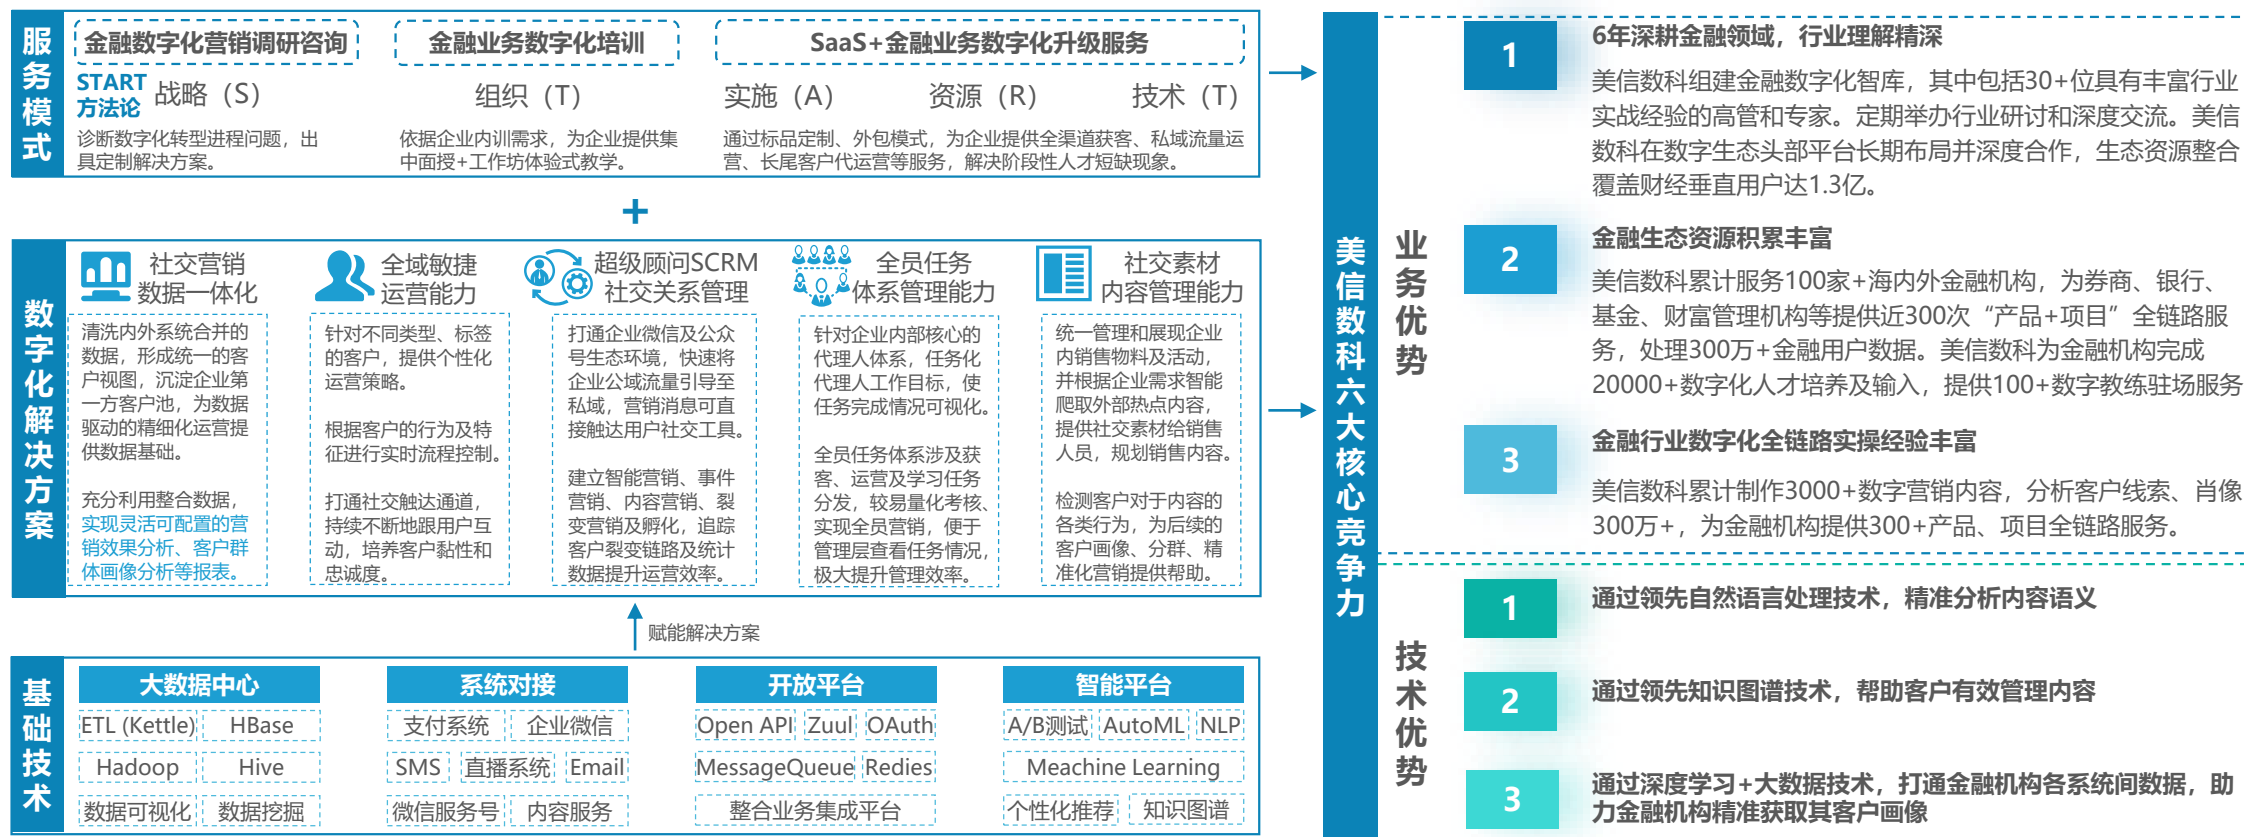 服务模式
金融数字化营销调研咨询
金融业务数字化培训
SaaS+金融业务数字化升级服务
START
方法论
战略（S）
组织（T）
实施（A）
资源（R）
技术（T）
诊断数字化转型进程问题，出
具定制解决方案。
依据企业内训需求，为企业提供集
中面授+工作坊体验式教学。
通过标品定制、外包模式，为企业提供全渠道获客、私域流量运
营、长尾客户代运营等服务，解决阶段性人才短缺现象。
+
数字化解决方案
社交营销
数据一体化
清洗内外系统合并的
数据，形成统一的客
户视图，沉淀企业第
一方客户池，为数据
驱动的精细化运营提
供数据基础。
充分利用整合数据，
实现灵活可配置的营
销效果分析、客户群
体画像分析等报表。
全域敏捷
运营能力
针对不同类型、标签
的客户，提供个性化
运营策略。
根据客户的行为及特
征进行实时流程控制。
打通社交触达通道，
持续不断地跟用户互
动，培养客户黏性和
忠诚度。
超级顾问SCRM
社交关系管理
打通企业微信及公众
号生态环境，快速将
企业公域流量引导至
私域，营销消息可直
接触达用户社交工具。
建立智能营销、事件
营销、内容营销、裂
变营销及孵化，追踪
客户裂变链路及统计
数据提升运营效率。
全员任务
体系管理能力
针对企业内部核心的
代理人体系，任务化
代理人工作目标，使
任务完成情况可视化。
全员任务体系涉及获
客、运营及学习任务
分发，较易量化考核、
实现全员营销，便于
管理层查看任务情况，
极大提升管理效率。
社交素材
内容管理能力
统一管理和展现企业
内销售物料及活动，
并根据企业需求智能
爬取外部热点内容，
提供社交素材给销售
人员，规划销售内容。
检测客户对于内容的
各类行为，为后续的
客户画像、分群、精
准化营销提供帮助。
赋能解决方案
基础技术
大数据中心
ETL (Kettle)
HBase
Hadoop
Hive
数据可视化
数据挖掘
系统对接
支付系统
企业微信
SMS
直播系统
Email
微信服务号
内容服务
开放平台
Open API
Zuul
OAuth
MessageQueue
Redies
整合业务集成平台
智能平台
A/B测试
AutoML
NLP
Meachine Learning
个性化推荐
知识图谱
美信数科六大核心竞争力
业务优势
1
6年深耕金融领域，行业理解精深
美信数科组建金融数字化智库，其中包括30+位具有丰富行业
实战经验的高管和专家。定期举办行业研讨和深度交流。美信
数科在数字生态头部平台长期布局并深度合作，生态资源整合
覆盖财经垂直用户达1.3亿。
2
金融生态资源积累丰富
美信数科累计服务100家+海内外金融机构，为券商、银行、
基金、财富管理机构等提供近300次“产品+项目”全链路服
务，处理300万+金融用户数据。美信数科为金融机构完成
20000+数字化人才培养及输入，提供100+数字教练驻场服务
3
金融行业数字化全链路实操经验丰富
美信数科累计制作3000+数字营销内容，分析客户线索、肖像
300万+，为金融机构提供300+产品、项目全链路服务。
技术优势
1
通过领先自然语言处理技术，精准分析内容语义
2
通过领先知识图谱技术，帮助客户有效管理内容
3
通过深度学习+大数据技术，打通金融机构各系统间数据，助
力金融机构精准获取其客户画像